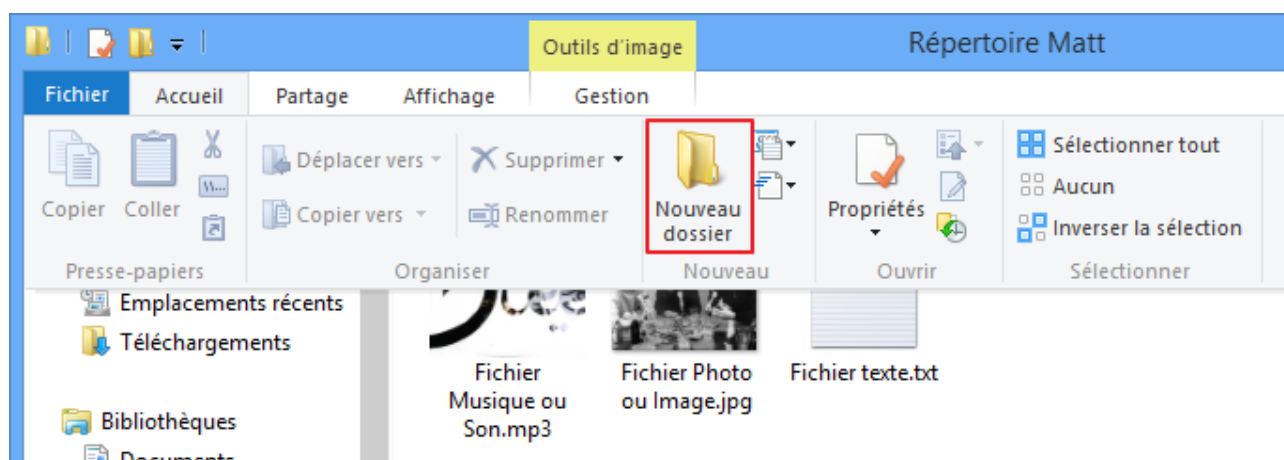 Outils d'image
Répertoire Matt
Fichier Accueil Partage Affichage Gestion
Copier
Coller
Déplacer vers
Copier vers
Supprimer
Renommer
Nouveau
dossier
Propriétés
Sélectionner tout
Aucun
Inverser la sélection
Presse-papiers Organiser Nouveau Ouvrir Sélectionner
Emplacements récents
Téléchargements
Bibliothèques
Documents
Fichier
Musique ou
Son.mp3
Fichier Photo
ou Image.jpg
Fichier texte.txt